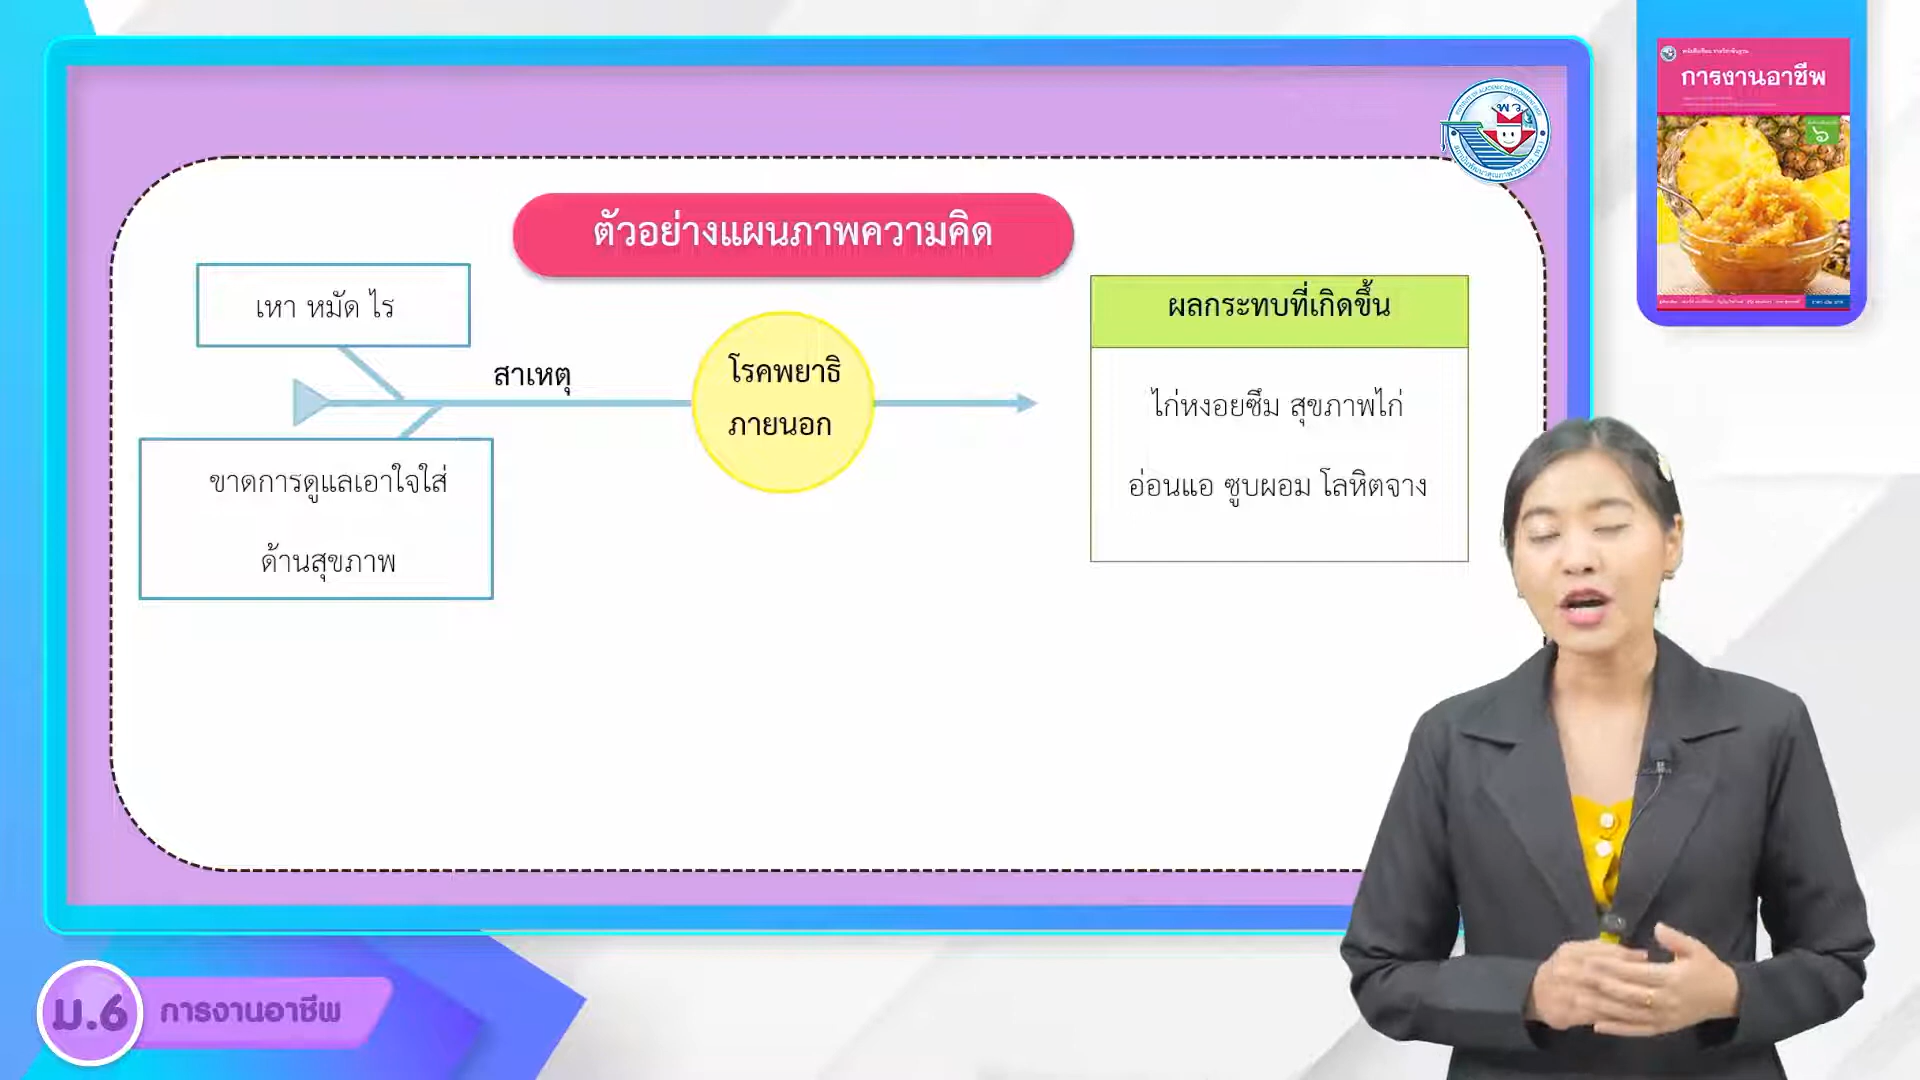 ตัวอย่างแผนภาพความคิด
เหา หมัด ไร
สาเหตุ
ขาดการดูแลเอาใจใส่
ด้านสุขภาพ
โรคพยาธิ
ภายนอก
ผลกระทบที่เกิดขึ้น
ไก่หงอยซึม สุขภาพไก่
อ่อนแอ ซูบผอม โลหิตจาง
พว.
การงานอาชีพ
๖
ม.6 การงานอาชีพ